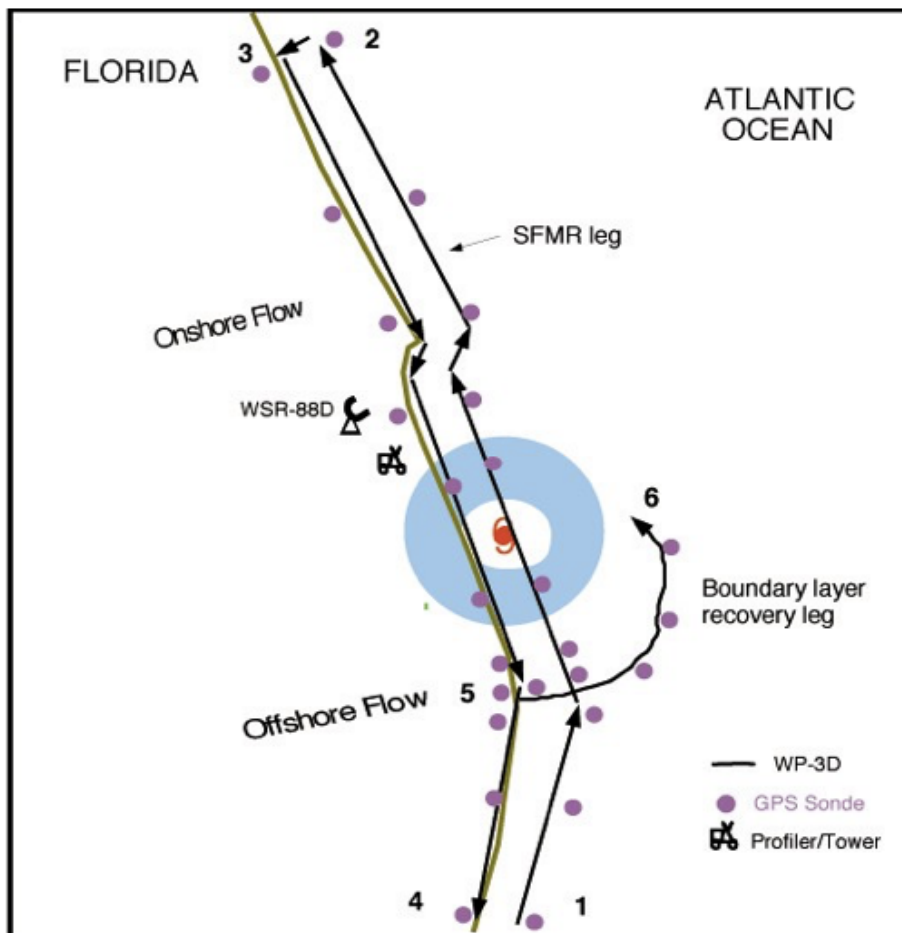 3
2
FLORIDA
ATLANTIC
OCEAN
SFMR leg
Onshore Flow
WSR-88D
6
Boundary layer
recovery leg
5
Offshore Flow
WP-3D
GPS Sonde
Profiler/Tower
4
1